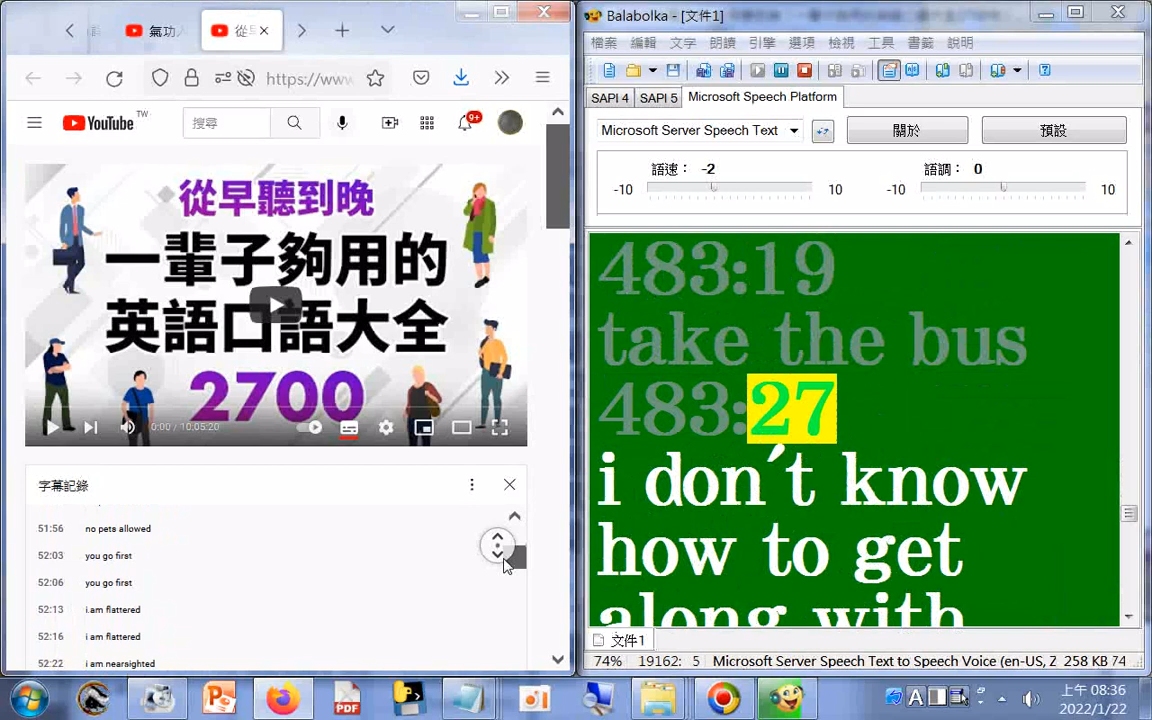 氣功
從
https://www
YouTube TW
搜尋
9+
從早聽到晚
一輩子夠用的
英語口語大全
2700
0:00 / 10:05:20
字幕記錄
51:56 no pets allowed
52:03 you go first
52:06 you go first
52:13 i am flattered
52:16 i am flattered
52:22 i am nearsighted
Balabolka - [文件1]
檔案 編輯 文字 朗讀 引擎 選項 檢視 工具 書籤 說明
SAPI 4 SAPI 5 Microsoft Speech Platform
Microsoft Server Speech Text 關於 預設
語速： -2 語調： 0
-10 10 -10 10
483:19
take the bus
483:27
i don't know
how to get
along with
文件1
74% 19162: 5 Microsoft Server Speech Text to Speech Voice (en-US, Z 258 KB 74
PDF
A
上午 08:36
2022/1/22